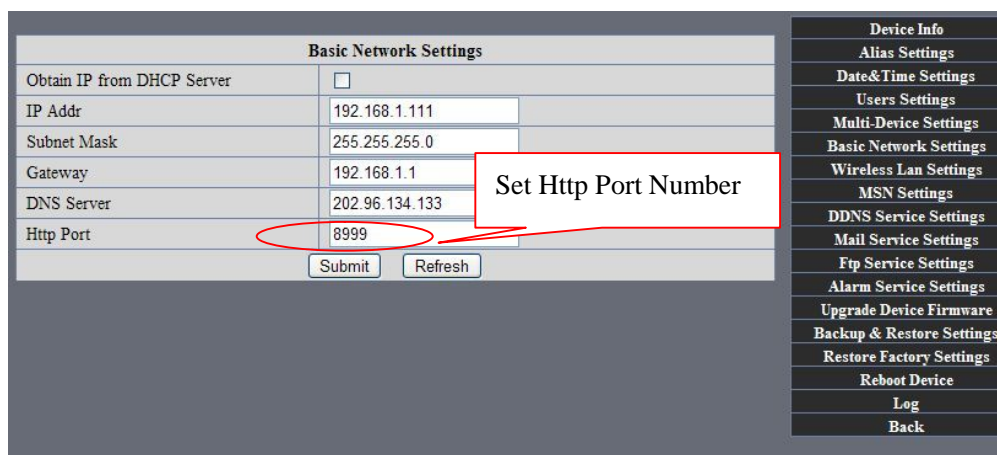 Basic Network Settings
Obtain IP from DHCP Server
IP Addr 192.168.1.111
Subnet Mask 255.255.255.0
Gateway 192.168.1.1
DNS Server 202.96.134.133
Http Port 8999
Submit Refresh
Set Http Port Number
Device Info
Alias Settings
Date&Time Settings
Users Settings
Multi-Device Settings
Basic Network Settings
Wireless Lan Settings
MSN Settings
DDNS Service Settings
Mail Service Settings
Ftp Service Settings
Alarm Service Settings
Upgrade Device Firmware
Backup & Restore Settings
Restore Factory Settings
Reboot Device
Log
Back